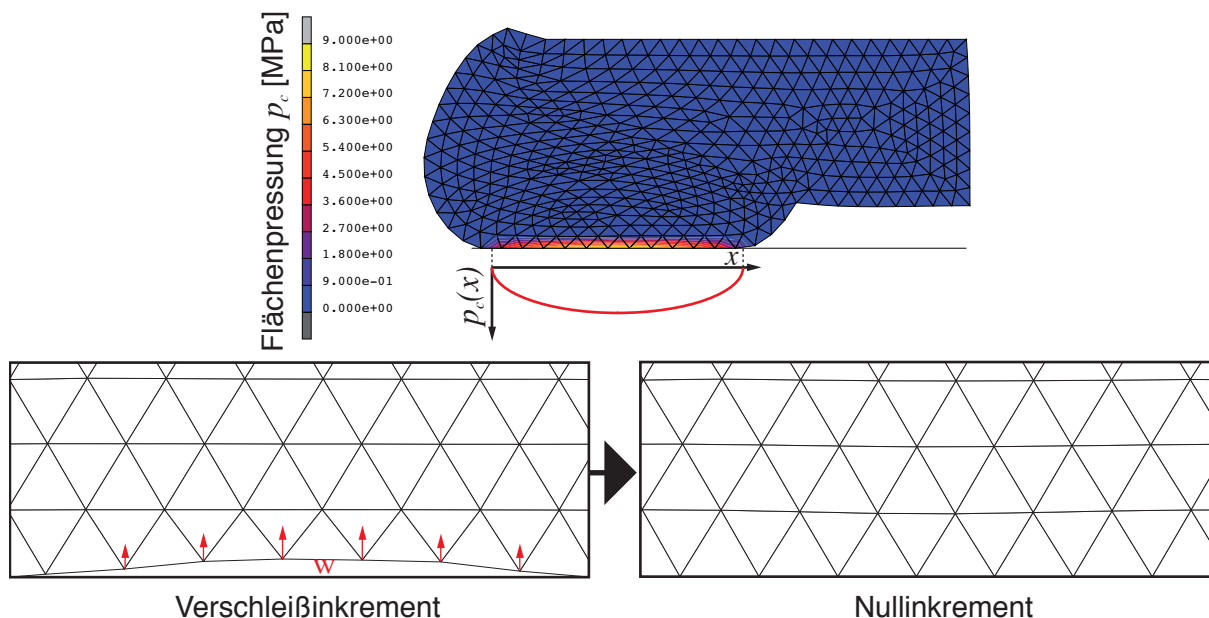 Flächenpressung p_c [MPa]
9.000e+00
8.100e+00
7.200e+00
6.300e+00
5.400e+00
4.500e+00
3.600e+00
2.700e+00
1.800e+00
9.000e-01
0.000e+00
x
p_c(x)
w
Verschleißinkrement
Nullinkrement